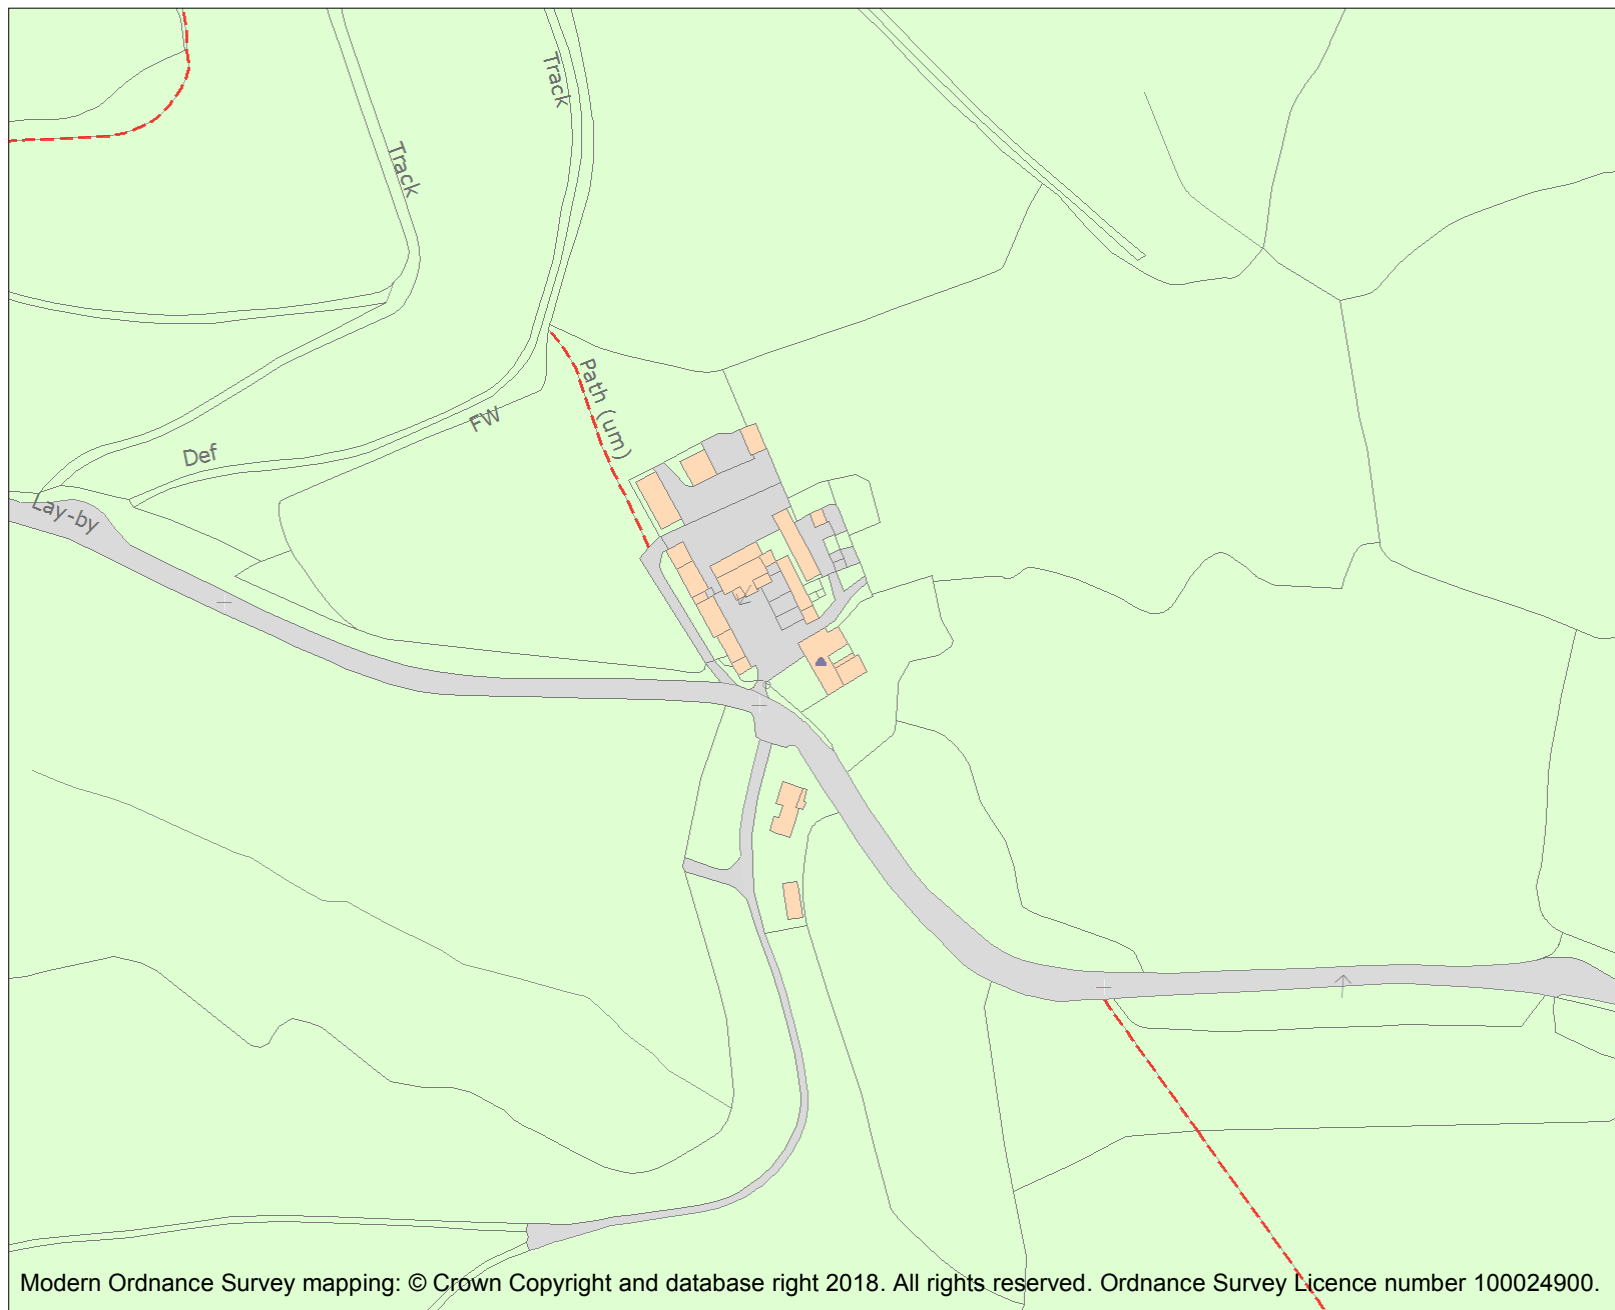 Track
Track
Path (um)
FW
Def
Lay-by
Modern Ordnance Survey mapping: © Crown Copyright and database right 2018. All rights reserved. Ordnance Survey Licence number 100024900.